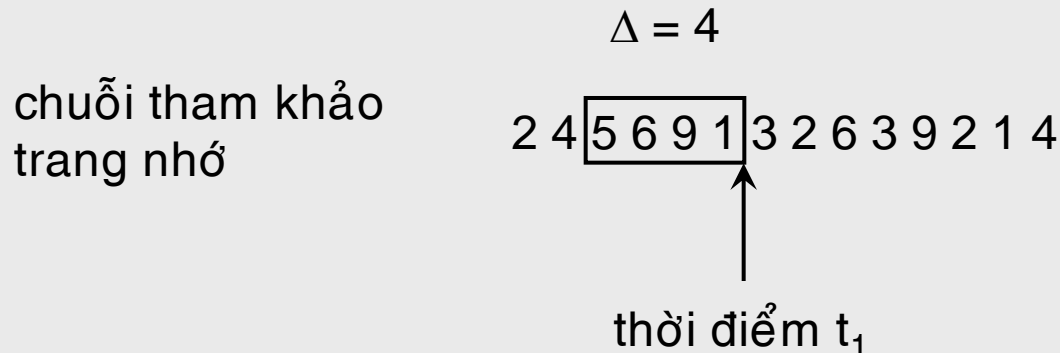 Δ = 4
chuỗi tham khảo
trang nhớ
2 4 5 6 9 1 3 2 6 3 9 2 1 4
thời điểm t₁